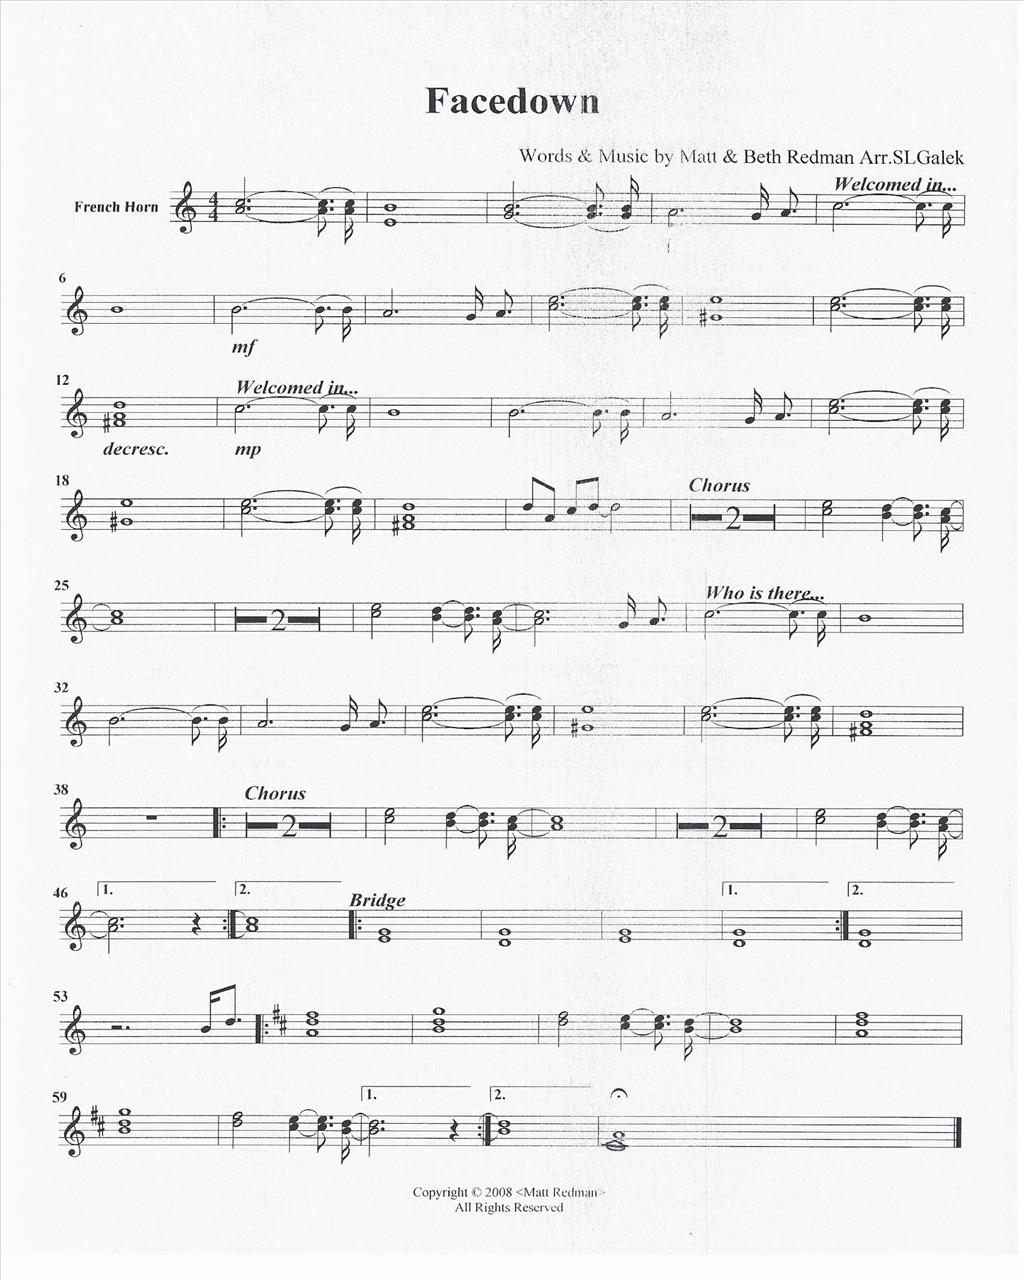 Facedown
Words & Music by Matt & Beth Redman Arr.SLGalek
Welcomed in...
French Horn
4
4
6
mf
12
Welcomed in...
decresc.
mp
18
Chorus
2
25
Who is there...
2
32
38
Chorus
2
2
46
1.
2.
Bridge
1.
2.
53
59
1.
2.
Copyright © 2008 <Matt Redman>
All Rights Reserved